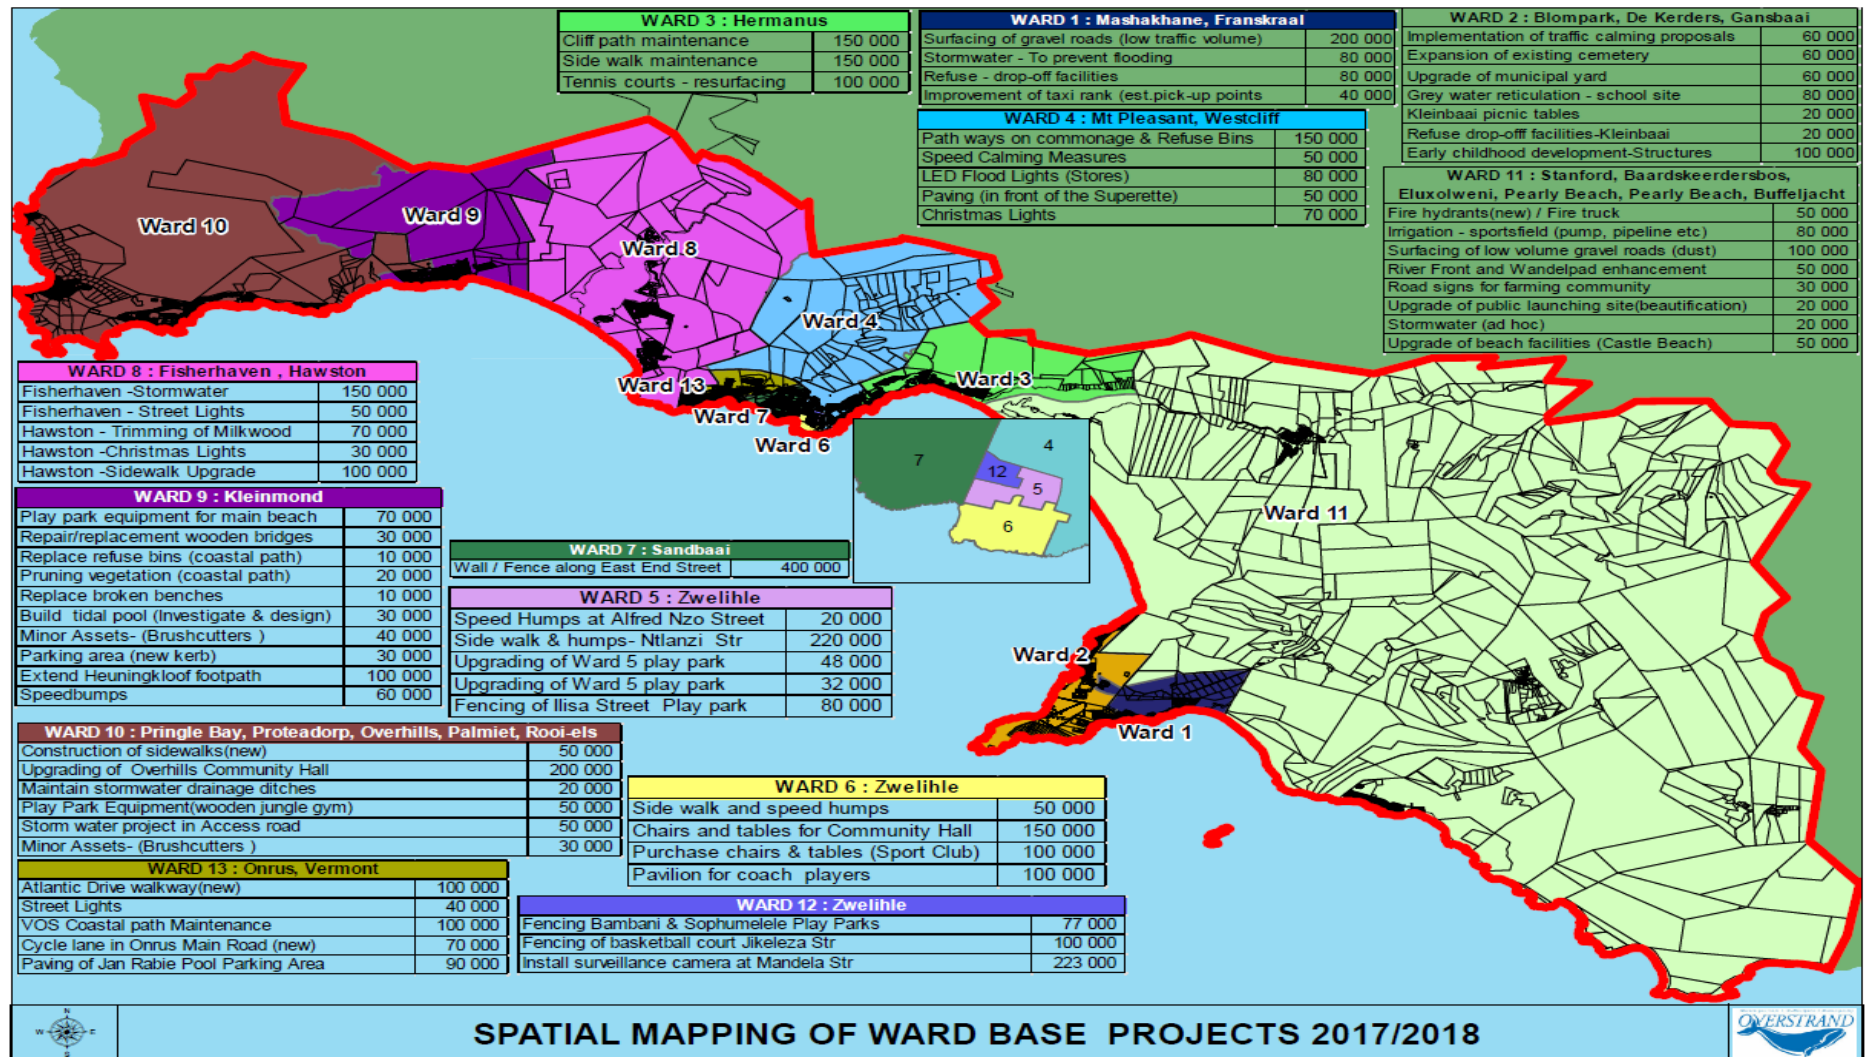 WARD 3 : Hermanus
Cliff path maintenance 150 000
Side walk maintenance 150 000
Tennis courts - resurfacing 100 000
WARD 1 : Mashakhane, Franskraal
Surfacing of gravel roads (low traffic volume) 200 000
Stormwater - To prevent flooding 80 000
Refuse - drop-off facilities 80 000
Improvement of taxi rank (est.pick-up points 40 000
WARD 2 : Blompark, De Kerders, Gansbaai
Implementation of traffic calming proposals 60 000
Expansion of existing cemetery 60 000
Upgrade of municipal yard 60 000
Grey water reticulation - school site 80 000
Kleinbaai picnic tables 20 000
Refuse drop-offf facilities-Kleinbaai 20 000
Early childhood development-Structures 100 000
WARD 4 : Mt Pleasant, Westcliff
Path ways on commonage & Refuse Bins 150 000
Speed Calming Measures 50 000
LED Flood Lights (Stores) 80 000
Paving (in front of the Superette) 50 000
Christmas Lights 70 000
WARD 11 : Stanford, Baardskeerdersbos,
Eluxolweni, Pearly Beach, Pearly Beach, Buffeljacht
Fire hydrants(new) / Fire truck 50 000
Irrigation - sportsfield (pump, pipeline etc) 80 000
Surfacing of low volume gravel roads (dust) 100 000
River Front and Wandelpad enhancement 50 000
Road signs for farming community 30 000
Upgrade of public launching site(beautification) 20 000
Stormwater (ad hoc) 20 000
Upgrade of beach facilities (Castle Beach) 50 000
Ward 10
Ward 9
Ward 8
Ward 4
Ward 13
Ward 3
Ward 7
Ward 6
7
4
12
5
6
Ward 11
Ward 2
Ward 1
WARD 8 : Fisherhaven , Hawston
Fisherhaven -Stormwater 150 000
Fisherhaven - Street Lights 50 000
Hawston - Trimming of Milkwood 70 000
Hawston -Christmas Lights 30 000
Hawston -Sidewalk Upgrade 100 000
WARD 9 : Kleinmond
Play park equipment for main beach 70 000
Repair/replacement wooden bridges 30 000
Replace refuse bins (coastal path) 10 000
Pruning vegetation (coastal path) 20 000
Replace broken benches 10 000
Build tidal pool (Investigate & design) 30 000
Minor Assets- (Brushcutters ) 40 000
Parking area (new kerb) 30 000
Extend Heuningkloof footpath 100 000
Speedbumps 60 000
WARD 7 : Sandbaai
Wall / Fence along East End Street 400 000
WARD 5 : Zwelihle
Speed Humps at Alfred Nzo Street 20 000
Side walk & humps- Ntlanzi Str 220 000
Upgrading of Ward 5 play park 48 000
Upgrading of Ward 5 play park 32 000
Fencing of Ilisa Street Play park 80 000
WARD 10 : Pringle Bay, Proteadorp, Overhills, Palmiet, Rooi-els
Construction of sidewalks(new) 50 000
Upgrading of Overhills Community Hall 200 000
Maintain stormwater drainage ditches 20 000
Play Park Equipment(wooden jungle gym) 50 000
Storm water project in Access road 50 000
Minor Assets- (Brushcutters ) 30 000
WARD 6 : Zwelihle
Side walk and speed humps 50 000
Chairs and tables for Community Hall 150 000
Purchase chairs & tables (Sport Club) 100 000
Pavilion for coach players 100 000
WARD 13 : Onrus, Vermont
Atlantic Drive walkway(new) 100 000
Street Lights 40 000
VOS Coastal path Maintenance 100 000
Cycle lane in Onrus Main Road (new) 70 000
Paving of Jan Rabie Pool Parking Area 90 000
WARD 12 : Zwelihle
Fencing Bambani & Sophumelele Play Parks 77 000
Fencing of basketball court Jikeleza Str 100 000
Install surveillance camera at Mandela Str 223 000
N
W E
S
SPATIAL MAPPING OF WARD BASE PROJECTS 2017/2018
OVERSTRAND